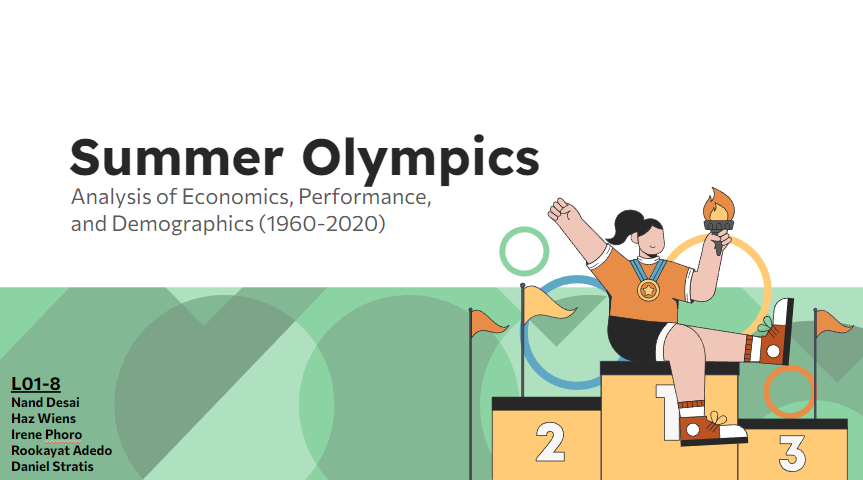 Summer Olympics
Analysis of Economics, Performance,
and Demographics (1960-2020)
L01-8
Nand Desai
Haz Wiens
Irene Phoro
Rookayat Adedo
Daniel Stratis
2
1
3